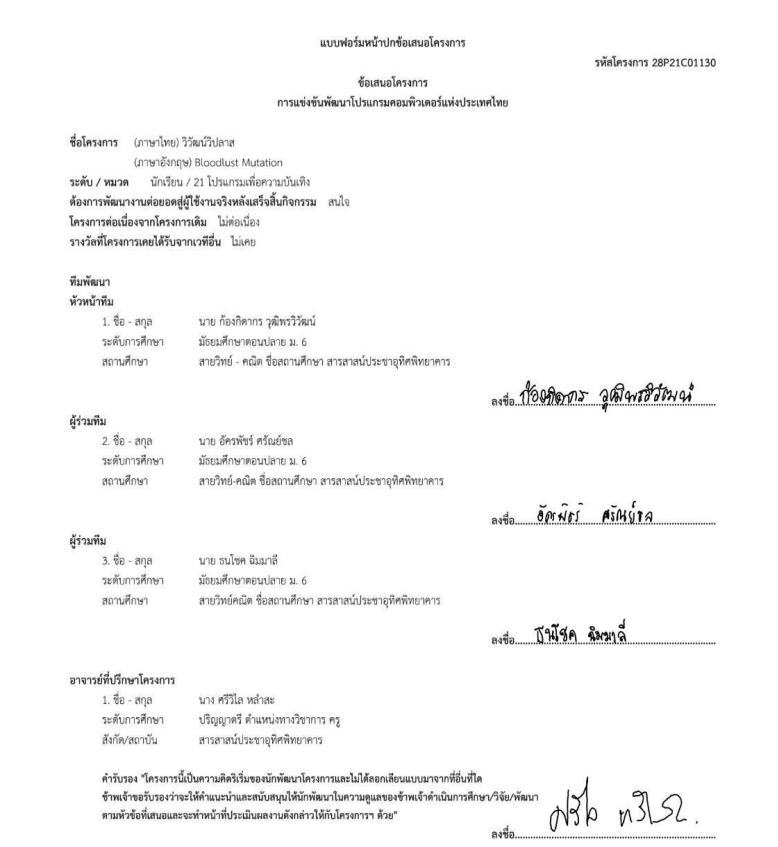 แบบฟอร์มหน้าปกข้อเสนอโครงการ
รหัสโครงการ 28P21C01130
ข้อเสนอโครงการ
การแข่งขันพัฒนาโปรแกรมคอมพิวเตอร์แห่งประเทศไทย
ชื่อโครงการ (ภาษาไทย) วิวัฒน์วิปลาส
(ภาษาอังกฤษ) Bloodlust Mutation
ระดับ / หมวด นักเรียน / 21 โปรแกรมเพื่อความบันเทิง
ต้องการพัฒนางานต่อยอดสู่ผู้ใช้งานจริงหลังเสร็จสิ้นกิจกรรม สนใจ
โครงการต่อเนื่องจากโครงการเดิม ไม่ต่อเนื่อง
รางวัลที่โครงการเคยได้รับจากเวทีอื่น ไม่เคย
ทีมพัฒนา
หัวหน้าทีม
1. ชื่อ - สกุล นาย ก้องกิดากร วุฒิพรวิวัฒน์
ระดับการศึกษา มัธยมศึกษาตอนปลาย ม. 6
สถานศึกษา สายวิทย์ - คณิต ชื่อสถานศึกษา สารสาสน์ประชาอุทิศพิทยาคาร
ลงชื่อ ก้องกิดากร วุฒิพรวิวัฒน์
ผู้ร่วมทีม
2. ชื่อ - สกุล นาย อัครพัชร์ ศรัณย์ชล
ระดับการศึกษา มัธยมศึกษาตอนปลาย ม. 6
สถานศึกษา สายวิทย์-คณิต ชื่อสถานศึกษา สารสาสน์ประชาอุทิศพิทยาคาร
ลงชื่อ อัครพัชร์ ศรัณย์ชล
ผู้ร่วมทีม
3. ชื่อ - สกุล นาย ธนโชค ฉิมมาลี
ระดับการศึกษา มัธยมศึกษาตอนปลาย ม. 6
สถานศึกษา สายวิทย์คณิต ชื่อสถานศึกษา สารสาสน์ประชาอุทิศพิทยาคาร
ลงชื่อ ธนโชค ฉิมมาลี
อาจารย์ที่ปรึกษาโครงการ
1. ชื่อ - สกุล นาง ศรีวิไล หลำสะ
ระดับการศึกษา ปริญญาตรี ตำแหน่งทางวิชาการ ครู
สังกัด/สถาบัน สารสาสน์ประชาอุทิศพิทยาคาร
คำรับรอง "โครงการนี้เป็นความคิดริเริ่มของนักพัฒนาโครงการและไม่ได้ลอกเลียนแบบมาจากที่อื่นที่ใด
ข้าพเจ้าขอรับรองว่าจะให้คำแนะนำและสนับสนุนให้นักพัฒนาในความดูแลของข้าพเจ้าดำเนินการศึกษา/วิจัย/พัฒนา
ตามหัวข้อที่เสนอและจะทำหน้าที่ประเมินผลงานดังกล่าวให้กับโครงการฯ ด้วย"
ลงชื่อ